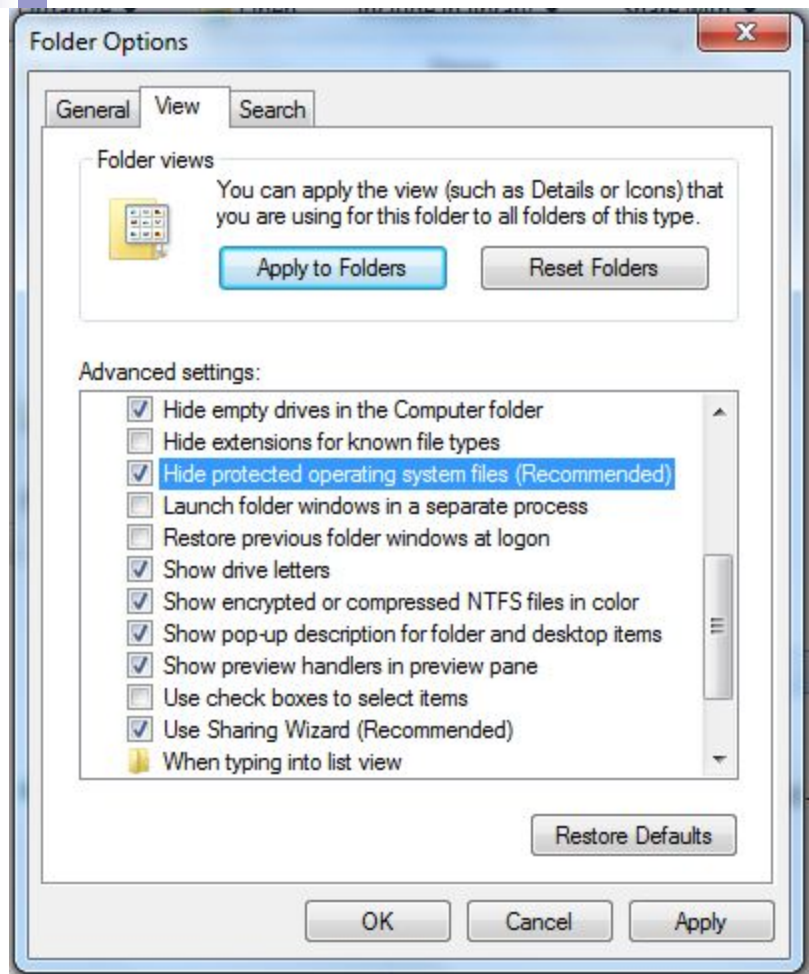 Folder Options
General
View
Search
Folder views
You can apply the view (such as Details or Icons) that
you are using for this folder to all folders of this type.
Apply to Folders
Reset Folders
Advanced settings:
Hide empty drives in the Computer folder
Hide extensions for known file types
Hide protected operating system files (Recommended)
Launch folder windows in a separate process
Restore previous folder windows at logon
Show drive letters
Show encrypted or compressed NTFS files in color
Show pop-up description for folder and desktop items
Show preview handlers in preview pane
Use check boxes to select items
Use Sharing Wizard (Recommended)
When typing into list view
Restore Defaults
OK
Cancel
Apply